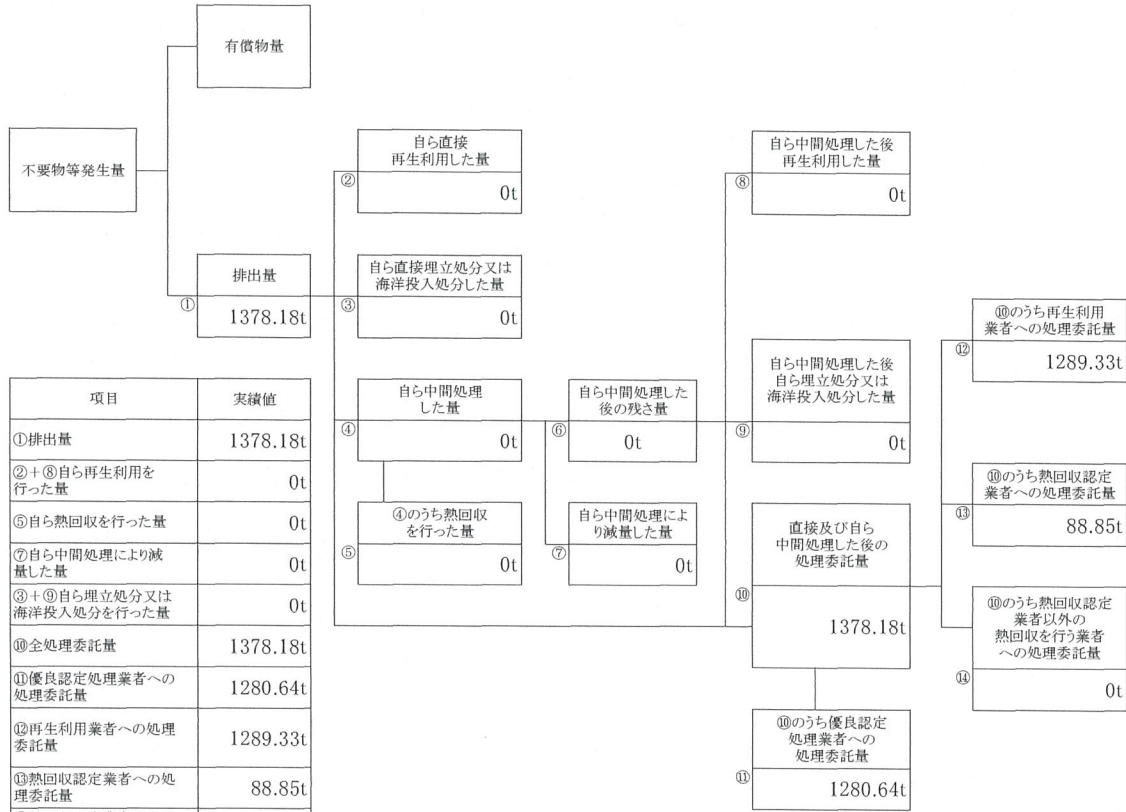 有償物量
不要物等発生量
自ら直接
再生利用した量
②
0t
自ら中間処理した後
再生利用した量
⑧
0t
排出量
①
1378.18t
自ら直接埋立処分又は
海洋投入処分した量
③
0t
⑩のうち再生利用
業者への処理委託量
⑫
1289.33t
自ら中間処理
した量
④
0t
自ら中間処理した
後の残さ量
⑥
0t
自ら中間処理した後
自ら埋立処分又は
海洋投入処分した量
⑨
0t
④のうち熱回収
を行った量
⑤
0t
自ら中間処理によ
り減量した量
⑦
0t
直接及び自ら
中間処理した後の
処理委託量
⑩
1378.18t
⑩のうち熱回収認定
業者への処理委託量
⑬
88.85t
⑩のうち熱回収認定
業者以外の
熱回収を行う業者
への処理委託量
⑭
0t
⑩のうち優良認定
処理業者への
処理委託量
⑪
1280.64t
項目 実績値
①排出量 1378.18t
②+⑧自ら再生利用を
行った量 0t
⑤自ら熱回収を行った量 0t
⑦自ら中間処理により減
量した量 0t
③+⑨自ら埋立処分又は
海洋投入処分を行った量 0t
⑩全処理委託量 1378.18t
⑪優良認定処理業者への
処理委託量 1280.64t
⑫再生利用業者への処理
委託量 1289.33t
⑬熱回収認定業者への処
理委託量 88.85t